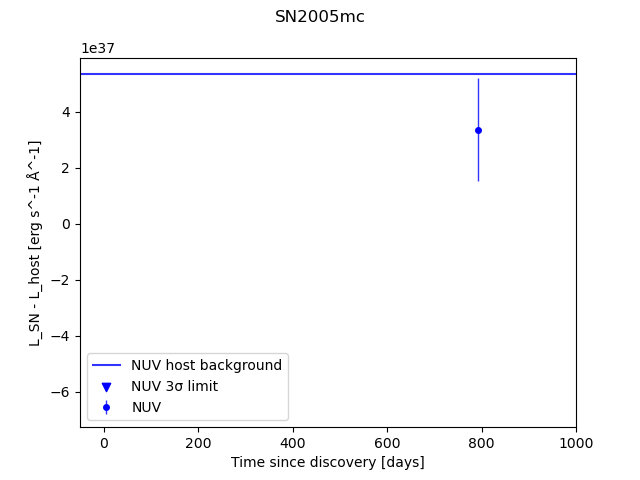 SN2005mc
1e37
4
2
0
−2
−4
−6
L_SN - L_host [erg s^-1 Å^-1]
NUV host background
NUV 3σ limit
NUV
0 200 400 600 800 1000
Time since discovery [days]